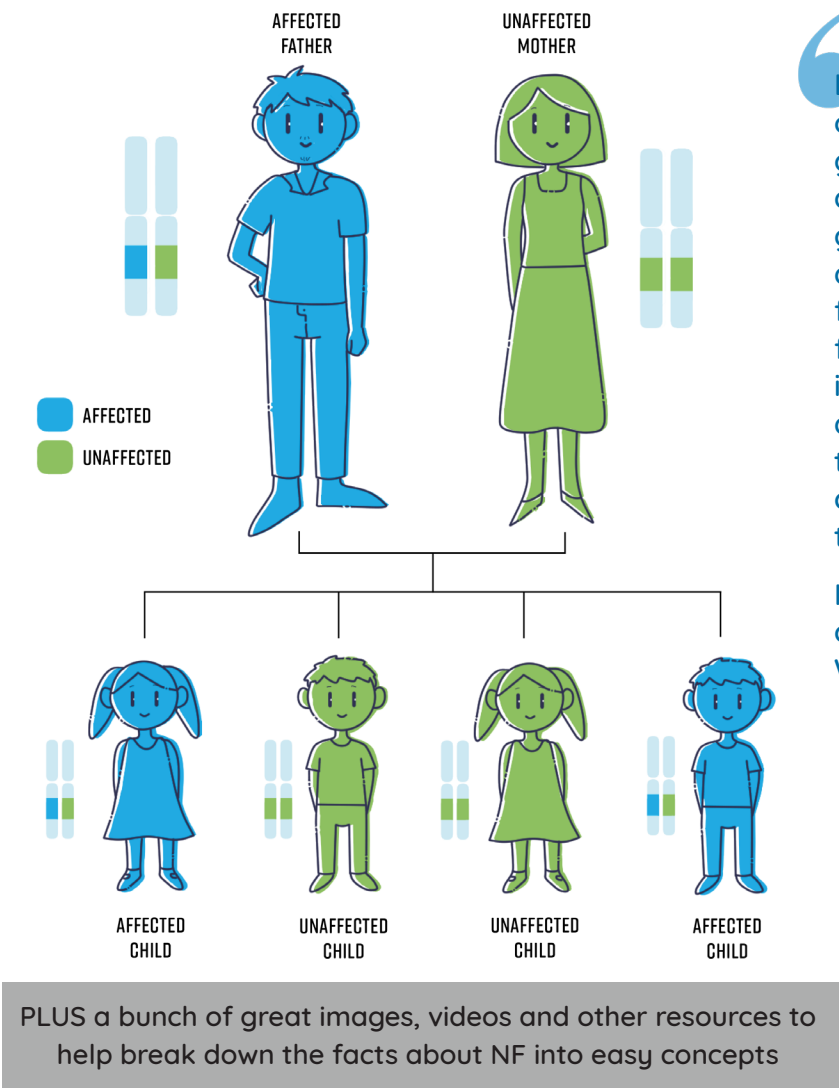 AFFECTED
FATHER
UNAFFECTED
MOTHER
AFFECTED
UNAFFECTED
AFFECTED
CHILD
UNAFFECTED
CHILD
UNAFFECTED
CHILD
AFFECTED
CHILD
PLUS a bunch of great images, videos and other resources to
help break down the facts about NF into easy concepts